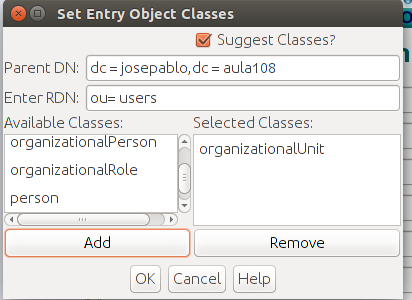 Set Entry Object Classes
Suggest Classes?
Parent DN: dc = josepablo,dc = aula108
Enter RDN: ou= users
Available Classes: Selected Classes:
organizationalPerson
organizationalUnit
organizationalRole
person
Add Remove
OK Cancel Help